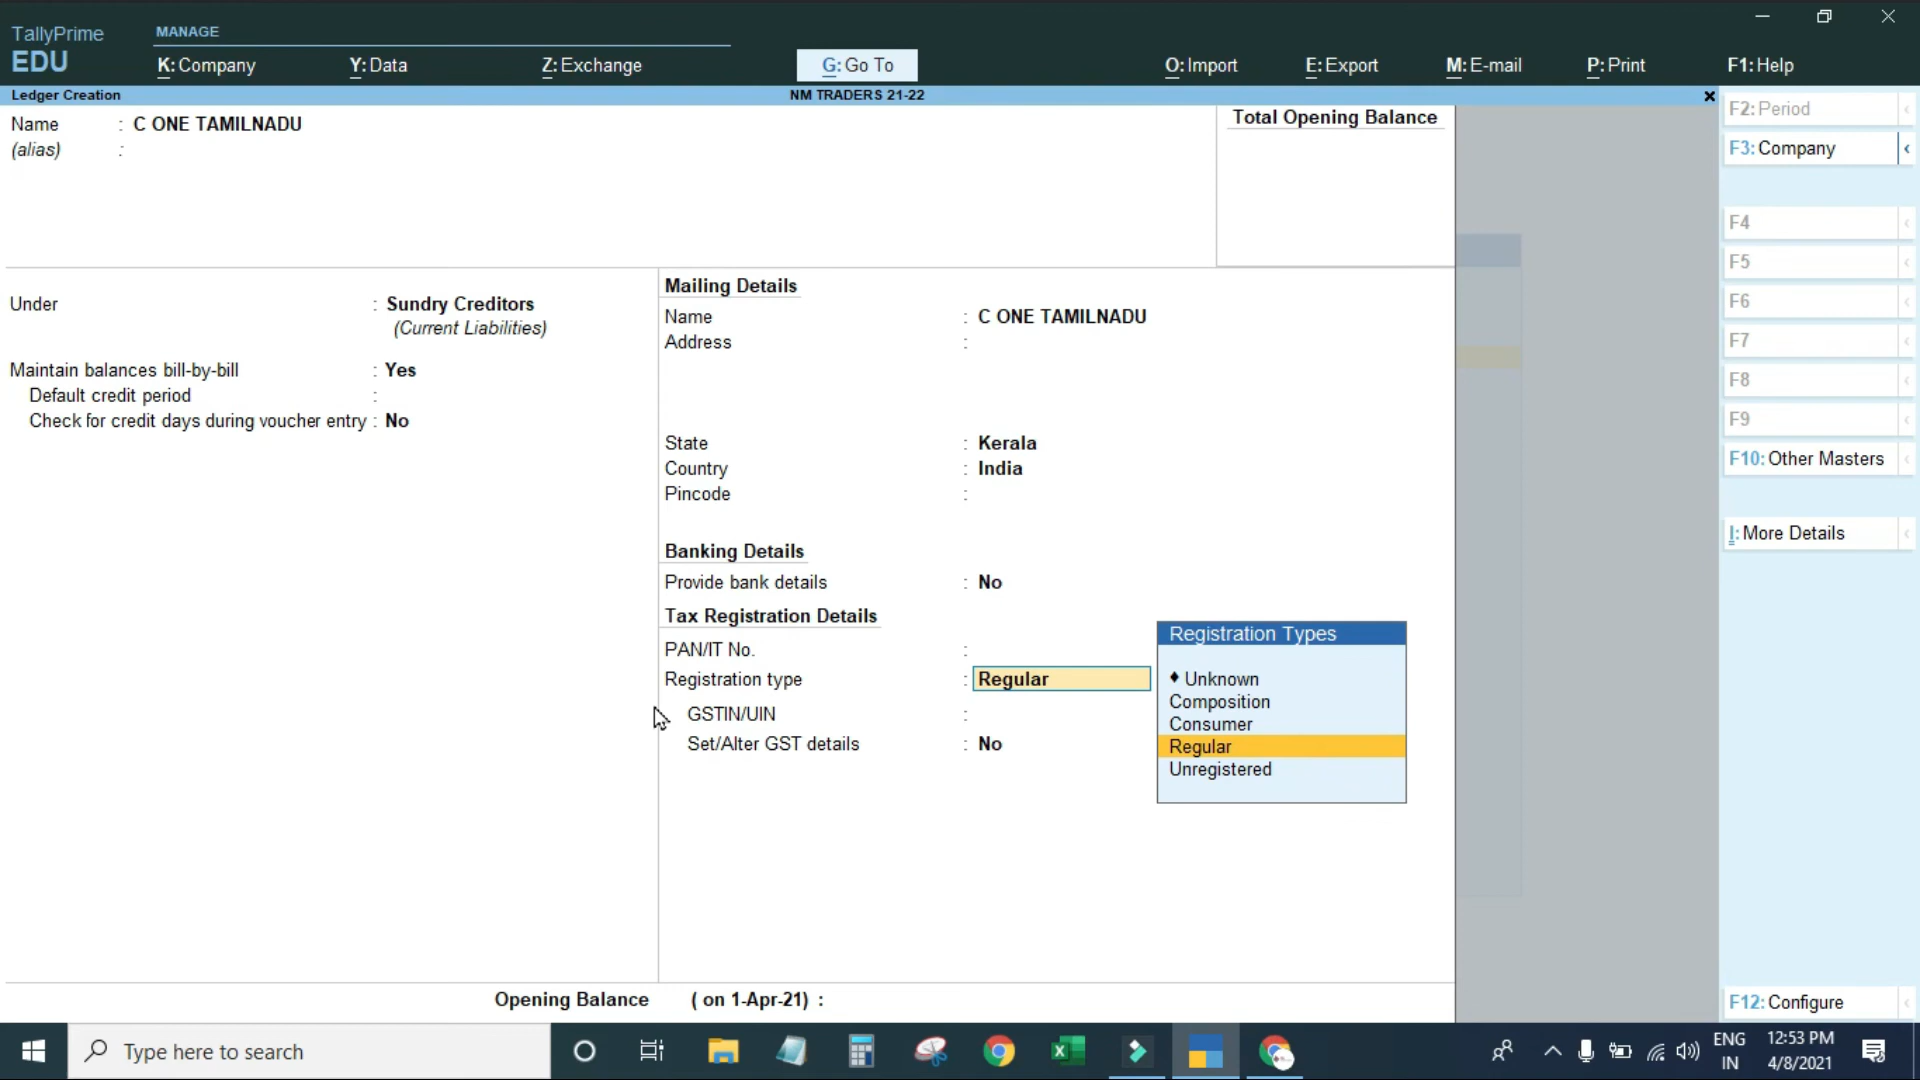 TallyPrime
EDU
MANAGE
K: Company
Y: Data
Z: Exchange
G: Go To
O: Import
E: Export
M: E-mail
P: Print
F1: Help
Ledger Creation
NM TRADERS 21-22
Name : C ONE TAMILNADU
(alias) :
Total Opening Balance
Under : Sundry Creditors
(Current Liabilities)
Maintain balances bill-by-bill : Yes
Default credit period :
Check for credit days during voucher entry : No
Mailing Details
Name : C ONE TAMILNADU
Address :
State : Kerala
Country : India
Pincode :
Banking Details
Provide bank details : No
Tax Registration Details
PAN/IT No. :
Registration type : Regular
GSTIN/UIN :
Set/Alter GST details : No
Registration Types
♦ Unknown
Composition
Consumer
Regular
Unregistered
Opening Balance ( on 1-Apr-21) :
F2: Period
F3: Company
F4
F5
F6
F7
F8
F9
F10: Other Masters
I: More Details
F12: Configure
Type here to search
ENG
IN
12:53 PM
4/8/2021